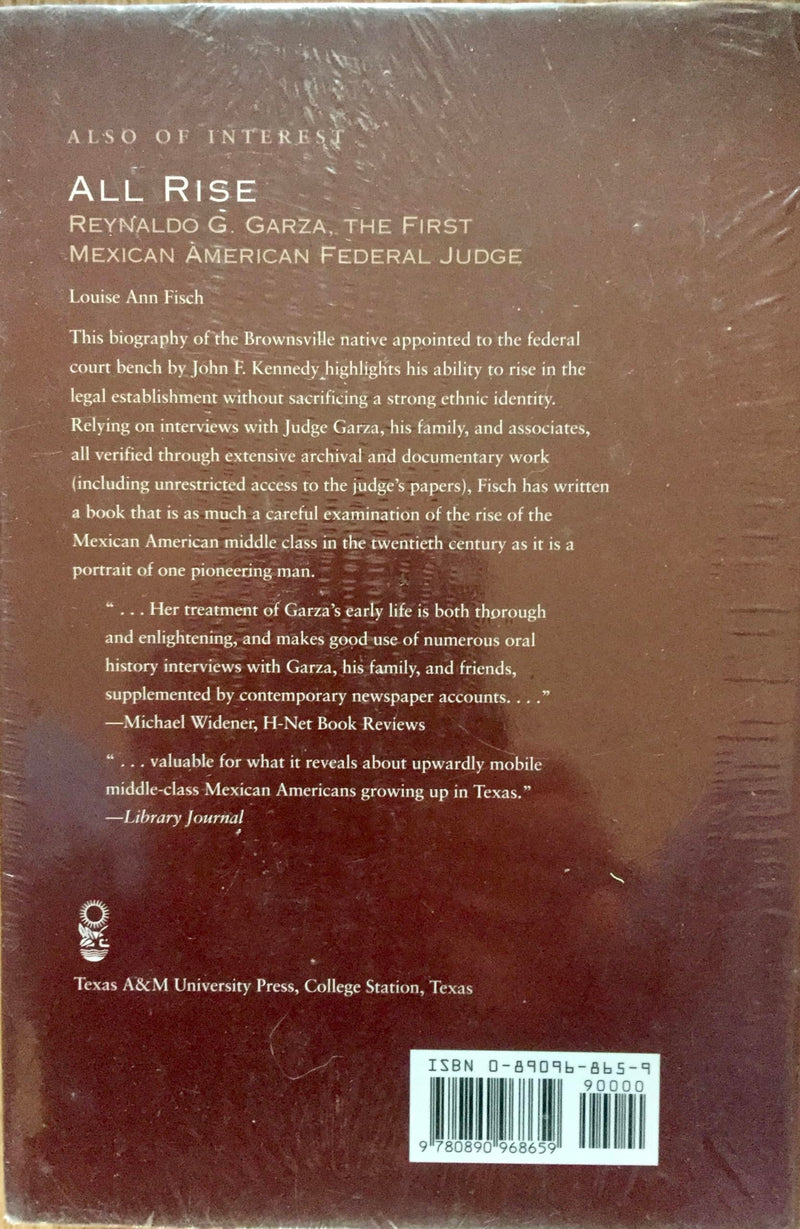 ALSO OF INTEREST
ALL RISE
REYNALDO G. GARZA, THE FIRST
MEXICAN AMERICAN FEDERAL JUDGE
Louise Ann Fisch
This biography of the Brownsville native appointed to the federal
court bench by John F. Kennedy highlights his ability to rise in the
legal establishment without sacrificing a strong ethnic identity.
Relying on interviews with Judge Garza, his family, and associates,
all verified through extensive archival and documentary work
(including unrestricted access to the judge's papers), Fisch has written
a book that is as much a careful examination of the rise of the
Mexican American middle class in the twentieth century as it is a
portrait of one pioneering man.
“ . . . Her treatment of Garza's early life is both thorough
and enlightening, and makes good use of numerous oral
history interviews with Garza, his family, and friends,
supplemented by contemporary newspaper accounts. . . .”
—Michael Widener, H-Net Book Reviews
“ . . . valuable for what it reveals about upwardly mobile
middle-class Mexican Americans growing up in Texas.”
—Library Journal
Texas A&M University Press, College Station, Texas
ISBN 0-89096-865-9
90000
9 780890 968659